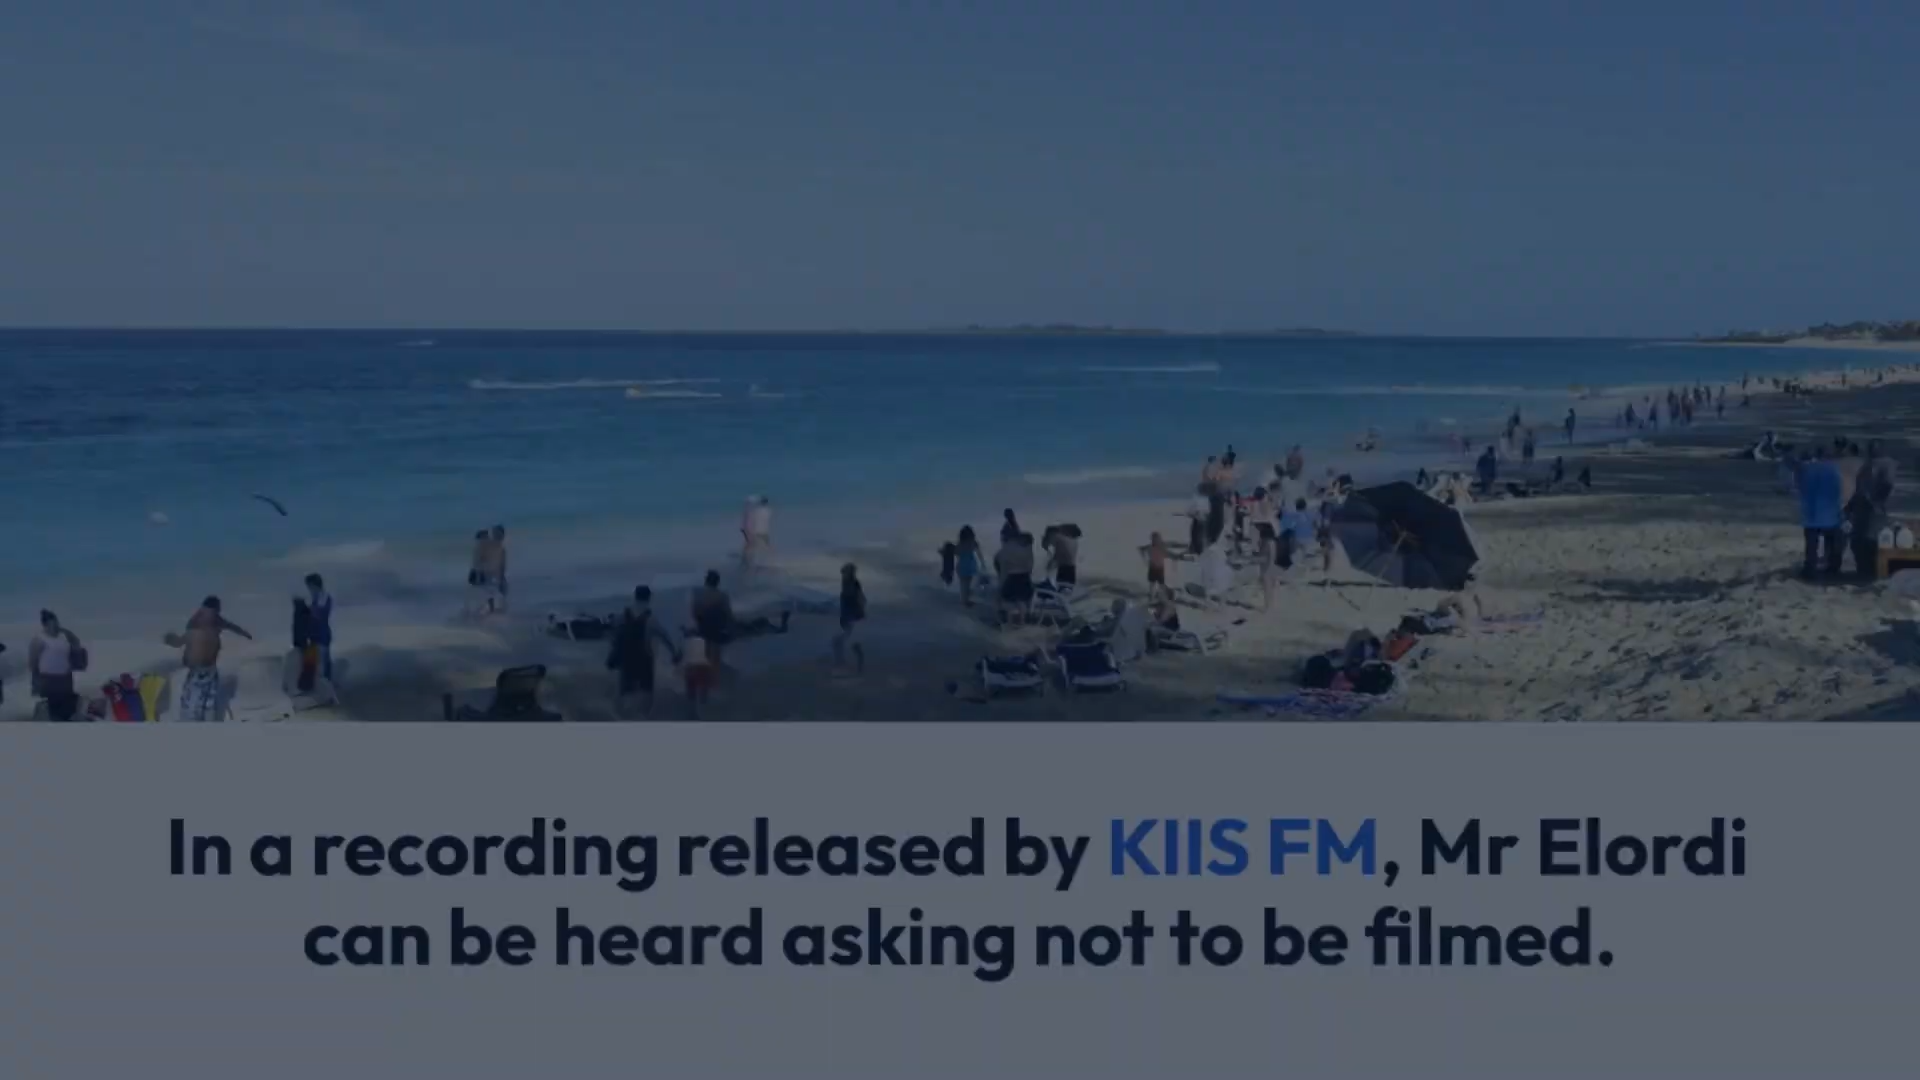 In a recording released by KIIS FM, Mr Elordi
can be heard asking not to be filmed.